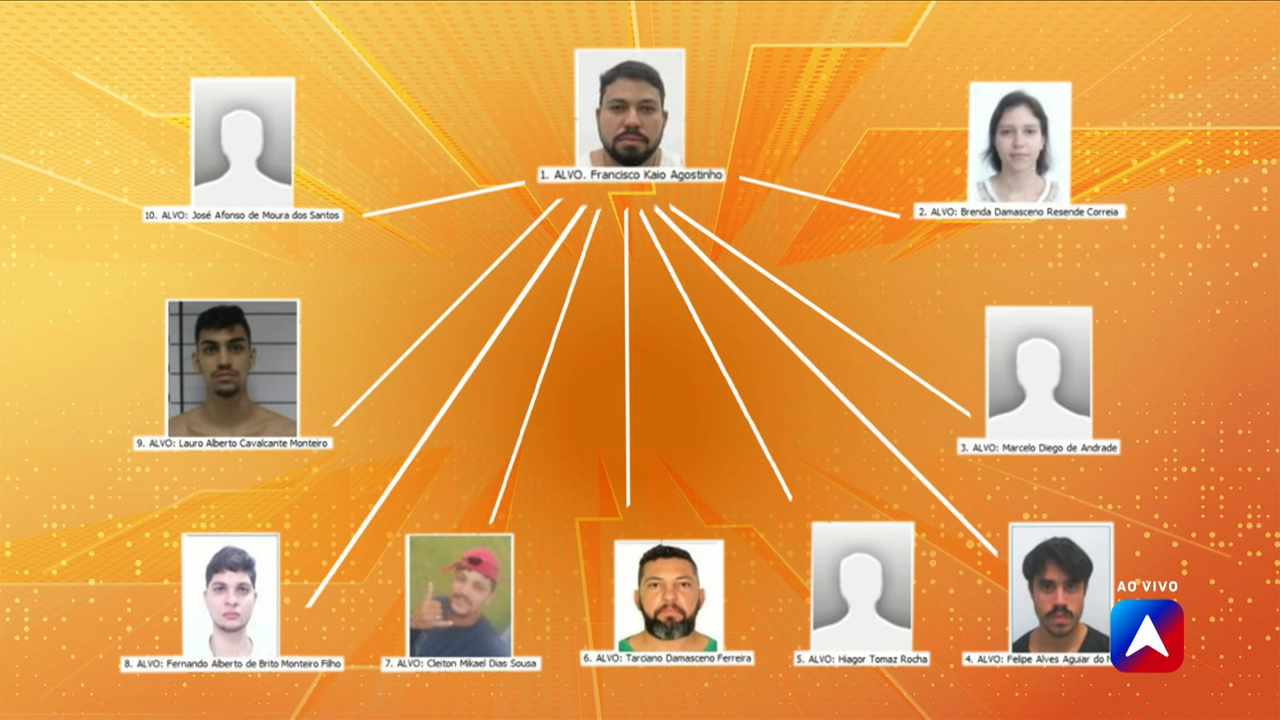 1. ALVO. Francisco Kaio Agostinho
10. ALVO: José Afonso de Moura dos Santos
2. ALVO: Brenda Damasceno Resende Correia
9. ALVO: Lauro Alberto Cavalcante Monteiro
3. ALVO: Marcelo Diego de Andrade
8. ALVO: Fernando Alberto de Brito Monteiro Filho
7. ALVO: Cleiton Mikael Dias Sousa
6. ALVO: Tarciano Damasceno Ferreira
5. ALVO: Hiagor Tomaz Rocha
4. ALVO: Felipe Alves Aguiar do
AO VIVO